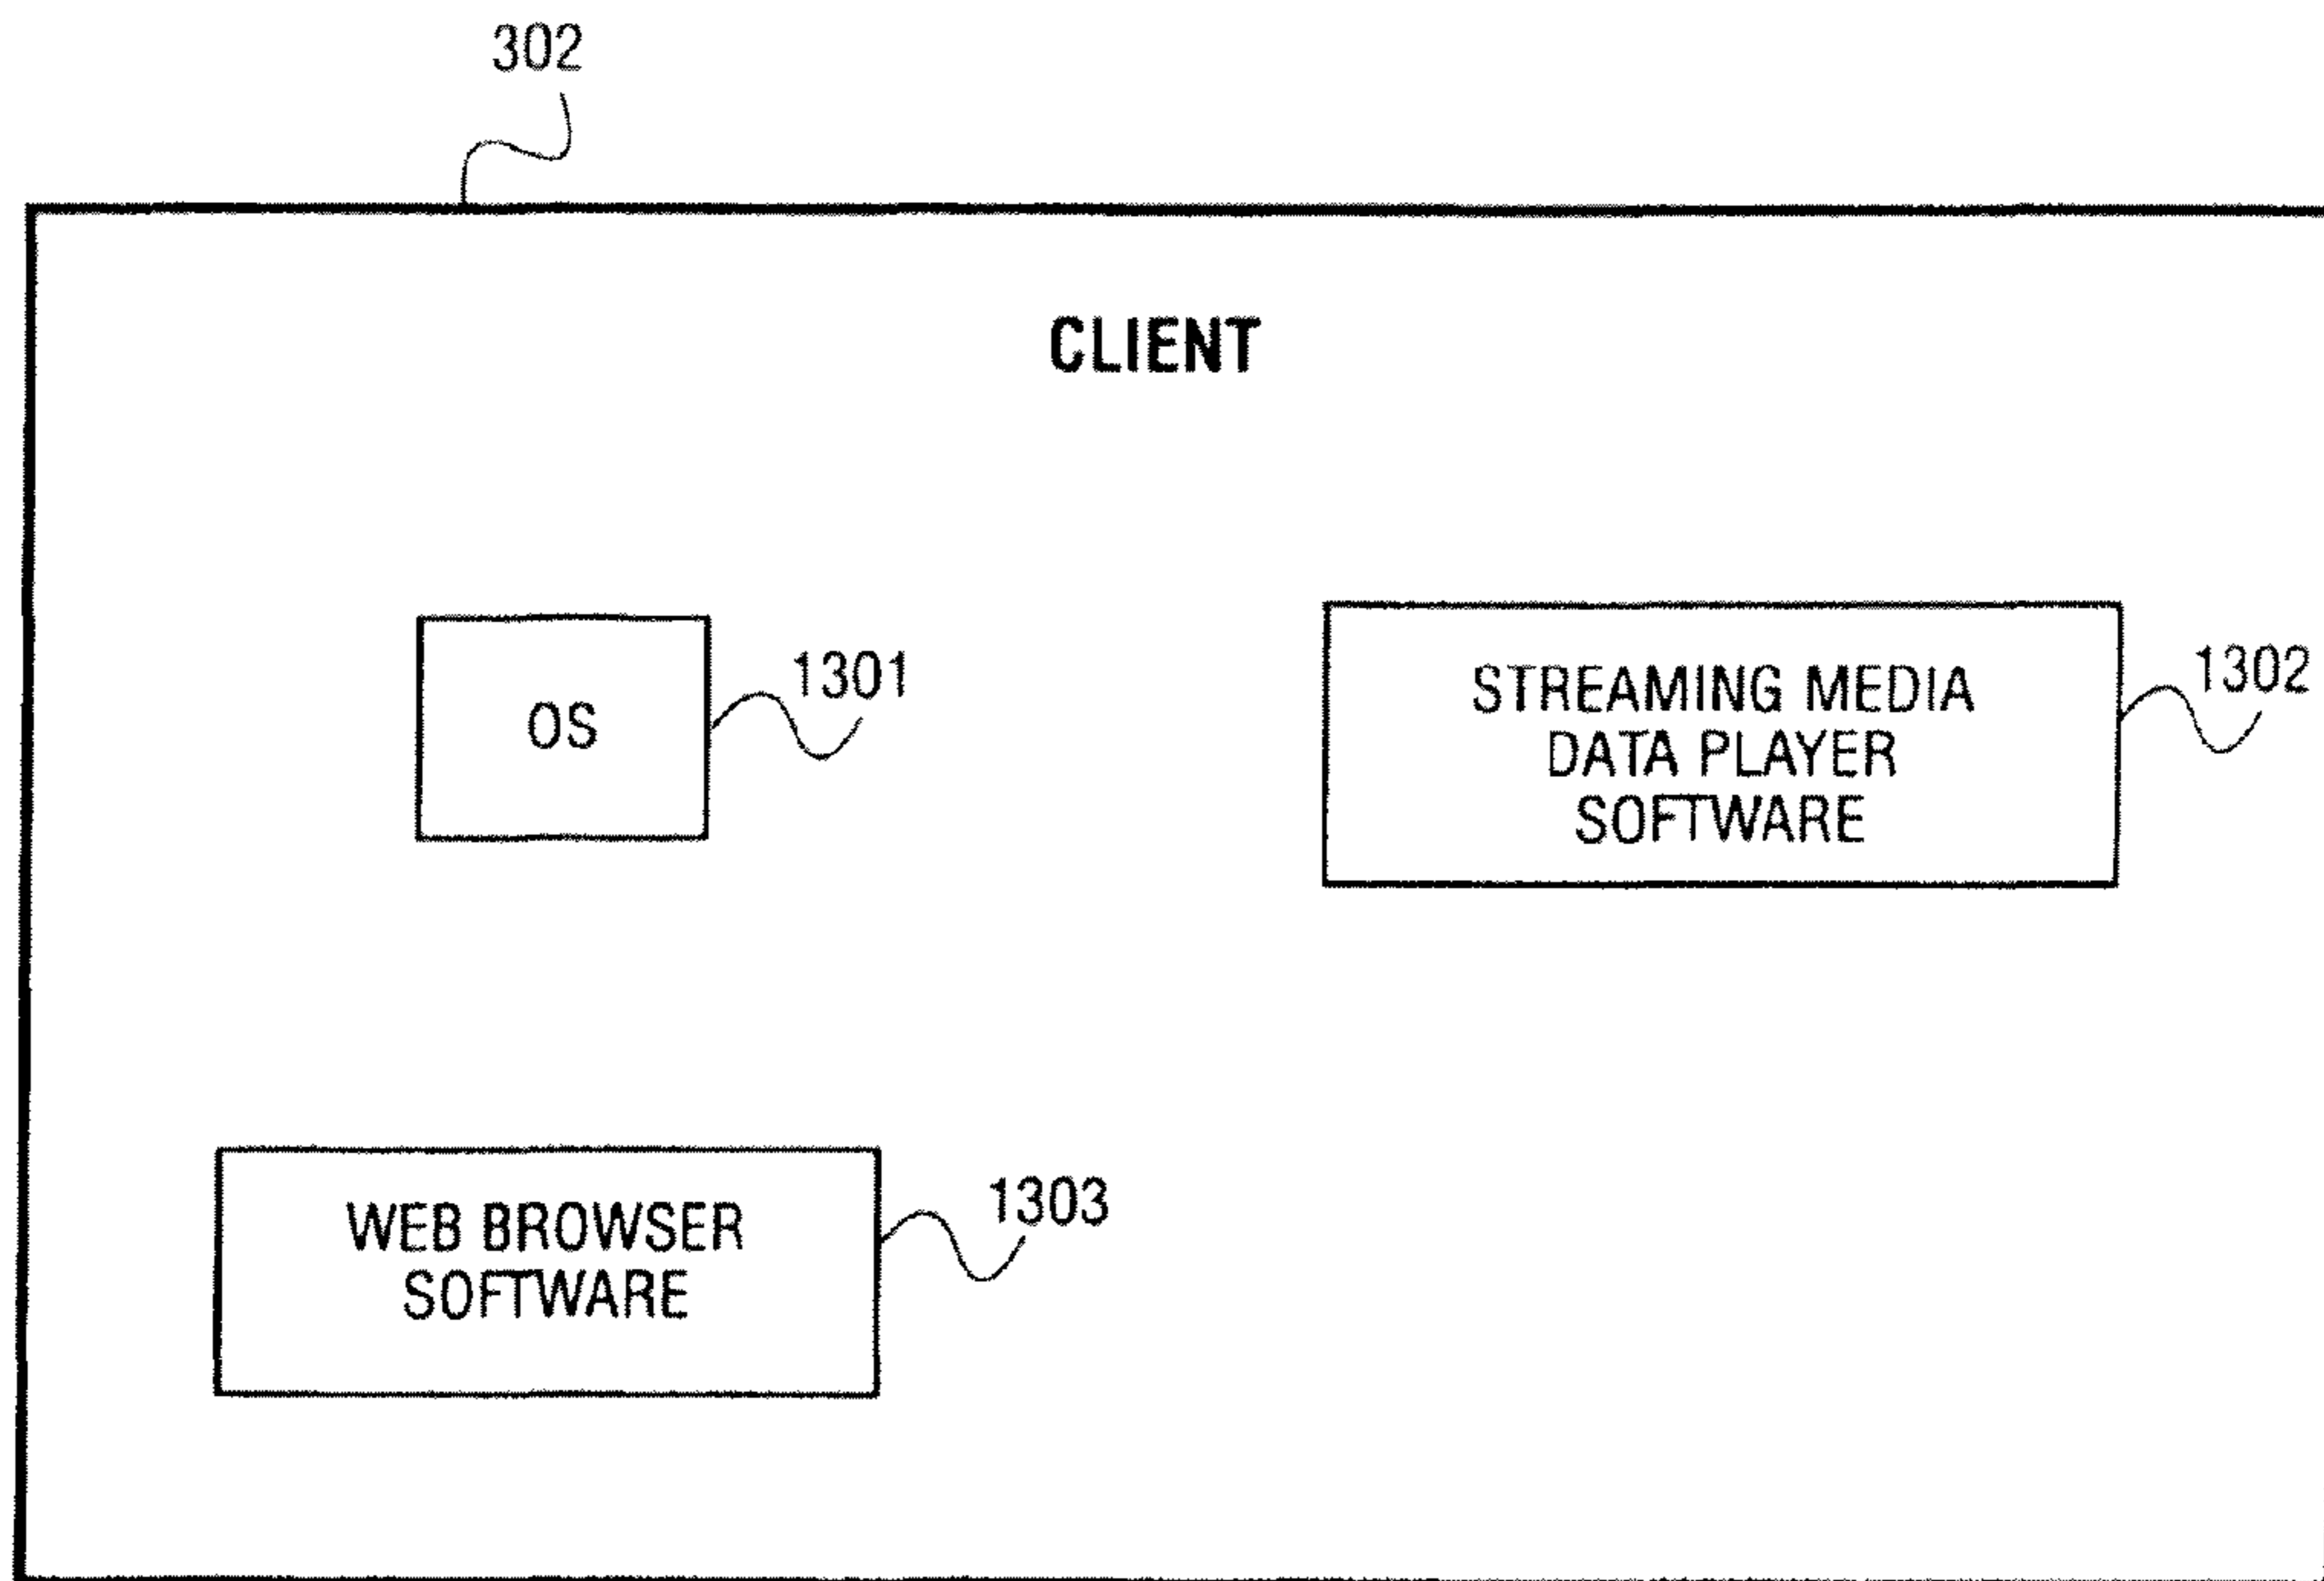 302
CLIENT
OS
1301
STREAMING MEDIA
DATA PLAYER
SOFTWARE
1302
WEB BROWSER
SOFTWARE
1303